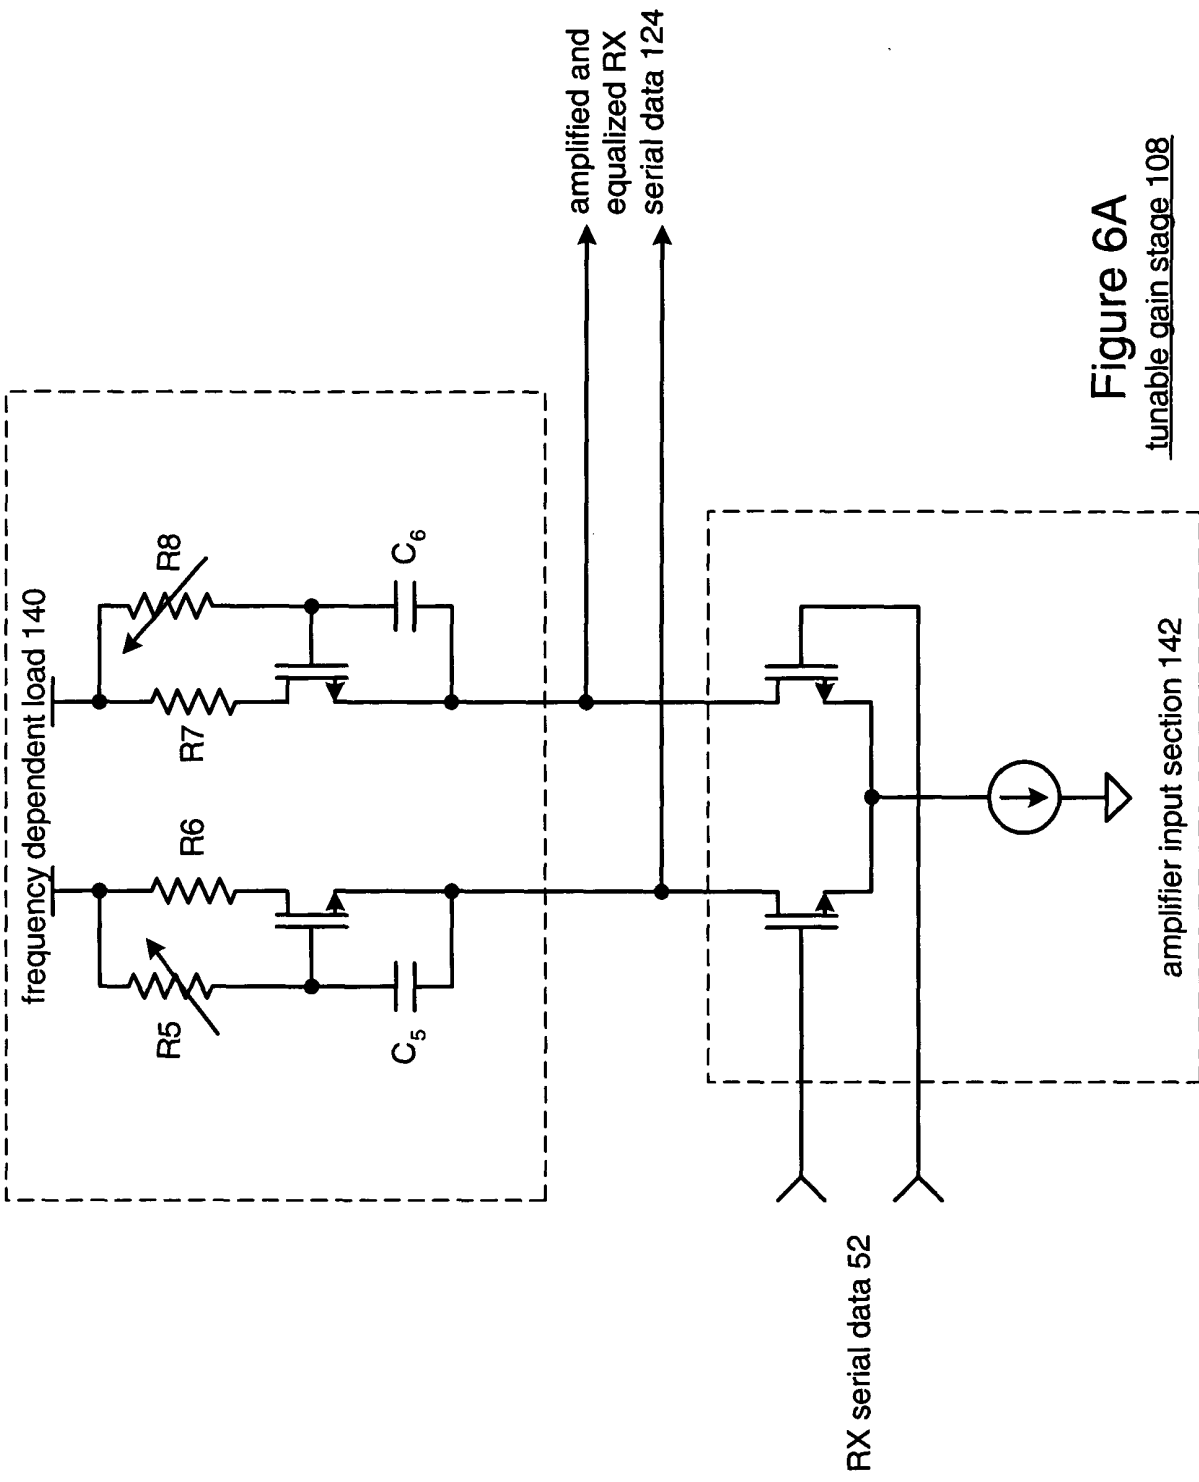 frequency dependent load 140
R5
R6
R7
R8
C5
C6
amplified and
equalized RX
serial data 124
RX serial data 52
amplifier input section 142
Figure 6A
tunable gain stage 108